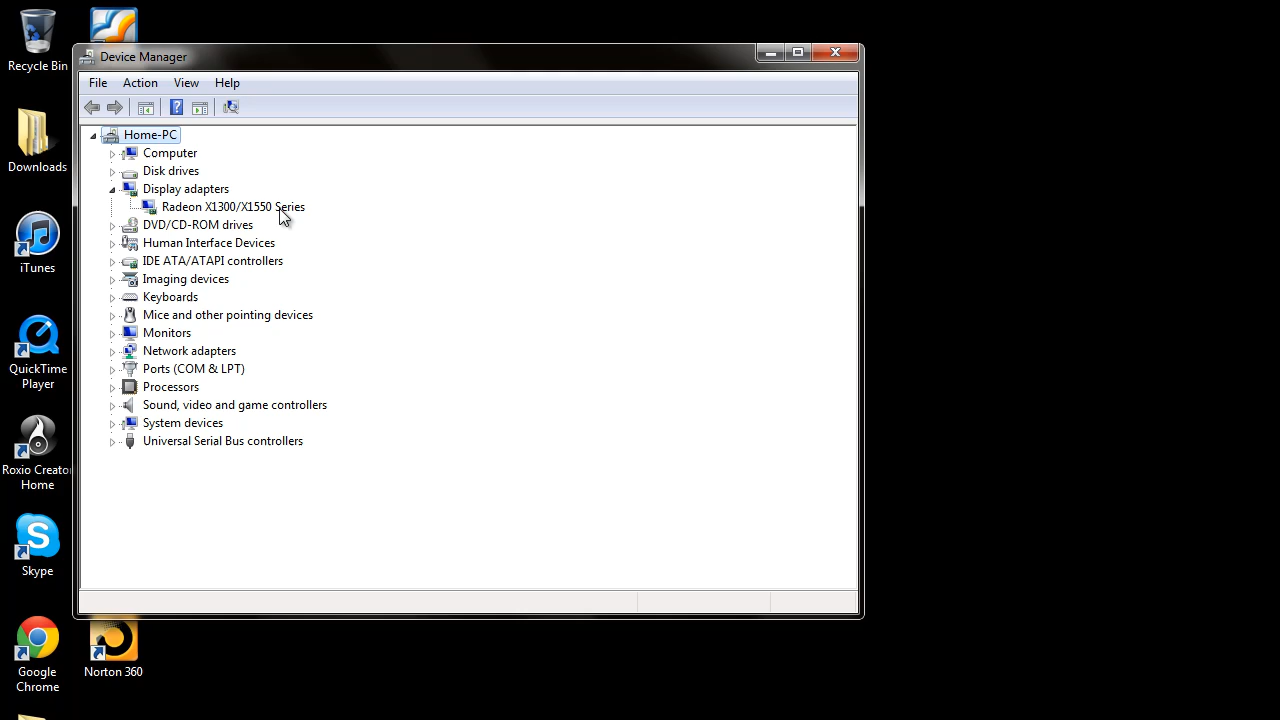 Recycle Bin
Downloads
iTunes
QuickTime
Player
Roxio Creato
Home
Skype
Google
Chrome
Norton 360
Device Manager
File Action View Help
Home-PC
Computer
Disk drives
Display adapters
Radeon X1300/X1550 Series
DVD/CD-ROM drives
Human Interface Devices
IDE ATA/ATAPI controllers
Imaging devices
Keyboards
Mice and other pointing devices
Monitors
Network adapters
Ports (COM & LPT)
Processors
Sound, video and game controllers
System devices
Universal Serial Bus controllers